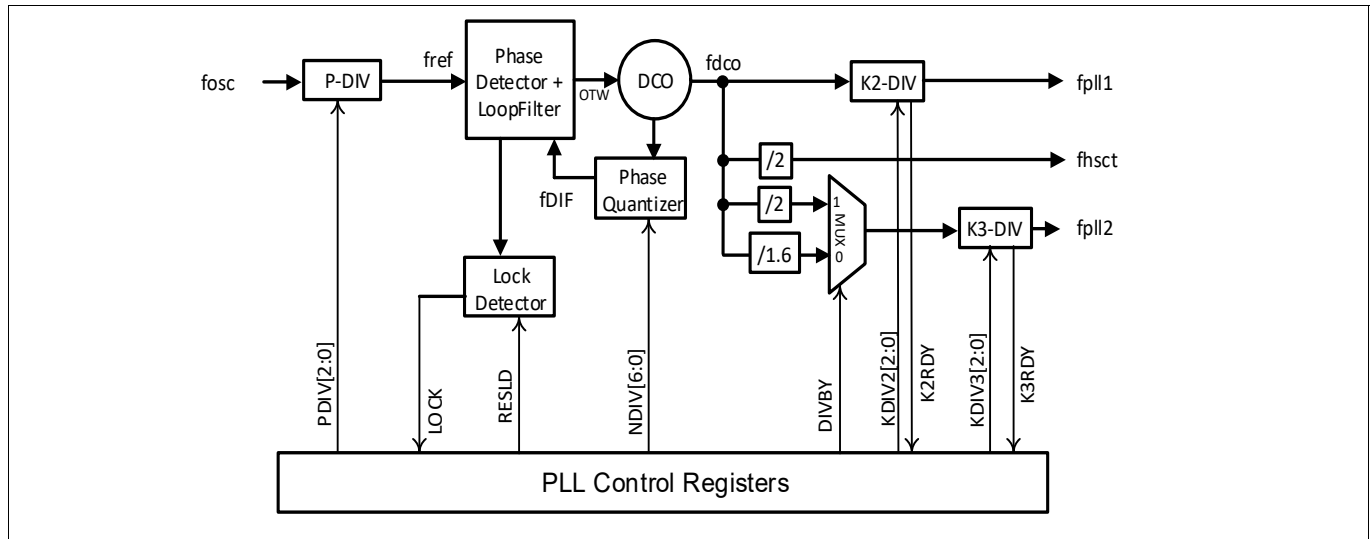 fosc
P-DIV
fref
Phase
Detector +
LoopFilter
OTW
DCO
fdco
K2-DIV
fpll1
/2
fhsct
fDIF
Phase
Quantizer
/2
/1.6
1
MUX
0
K3-DIV
fpll2
Lock
Detector
PDIV[2:0]
LOCK
RESLD
NDIV[6:0]
DIVBY
KDIV2[2:0]
K2RDY
KDIV3[2:0]
K3RDY
PLL Control Registers